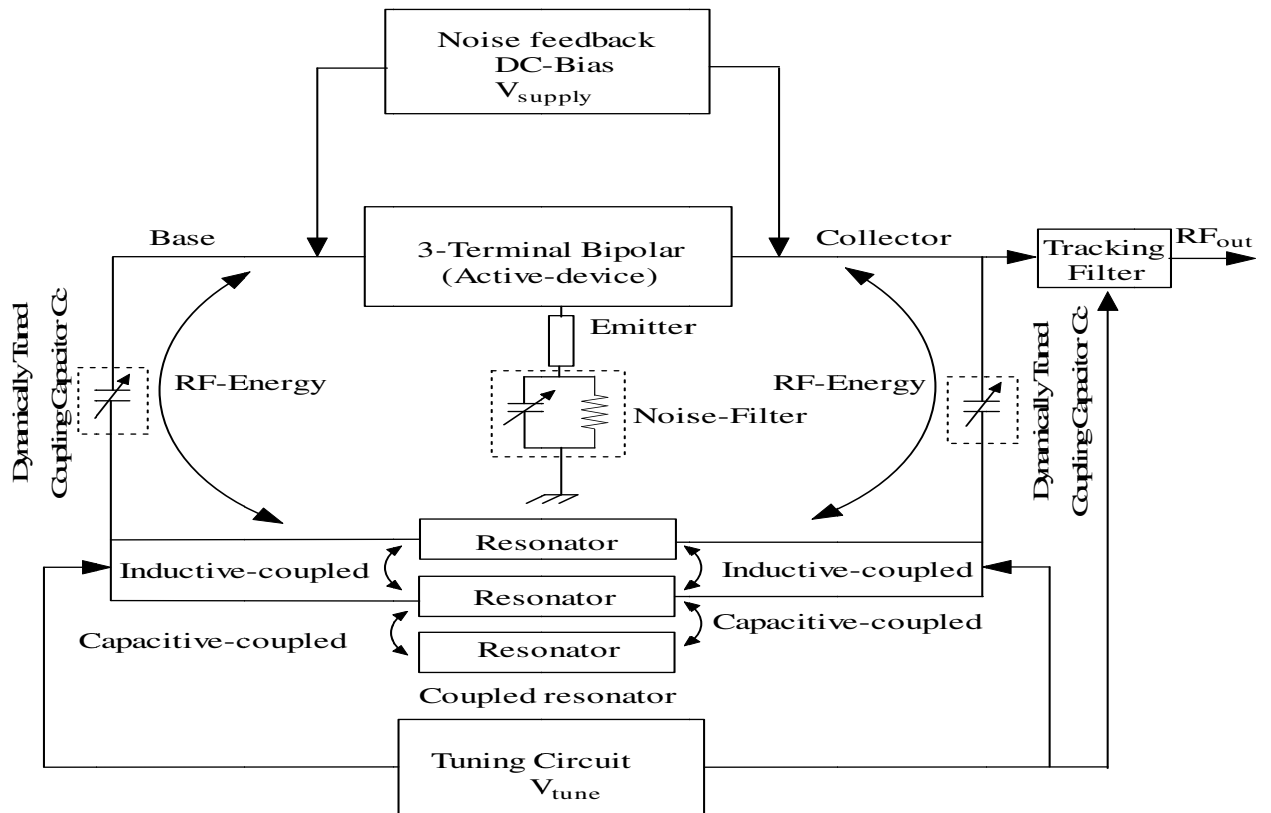 Noise feedback
DC-Bias
Vsupply
Base
3-Terminal Bipolar
(Active-device)
Collector
Tracking
Filter
RFout
Emitter
Dynamically Tuned
Coupling Capacitor Cc
RF-Energy
Noise-Filter
RF-Energy
Dynamically Tuned
Coupling Capacitor Cc
Resonator
Inductive-coupled
Inductive-coupled
Resonator
Capacitive-coupled
Capacitive-coupled
Resonator
Coupled resonator
Tuning Circuit
Vtune